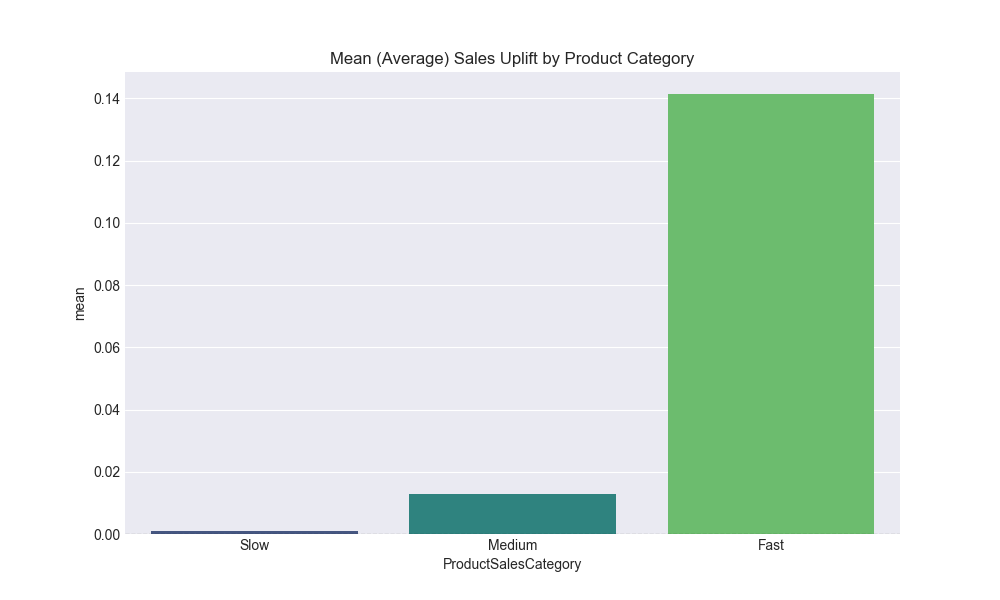 Mean (Average) Sales Uplift by Product Category
0.14
0.12
0.10
0.08
0.06
0.04
0.02
0.00
mean
Slow
Medium
Fast
ProductSalesCategory